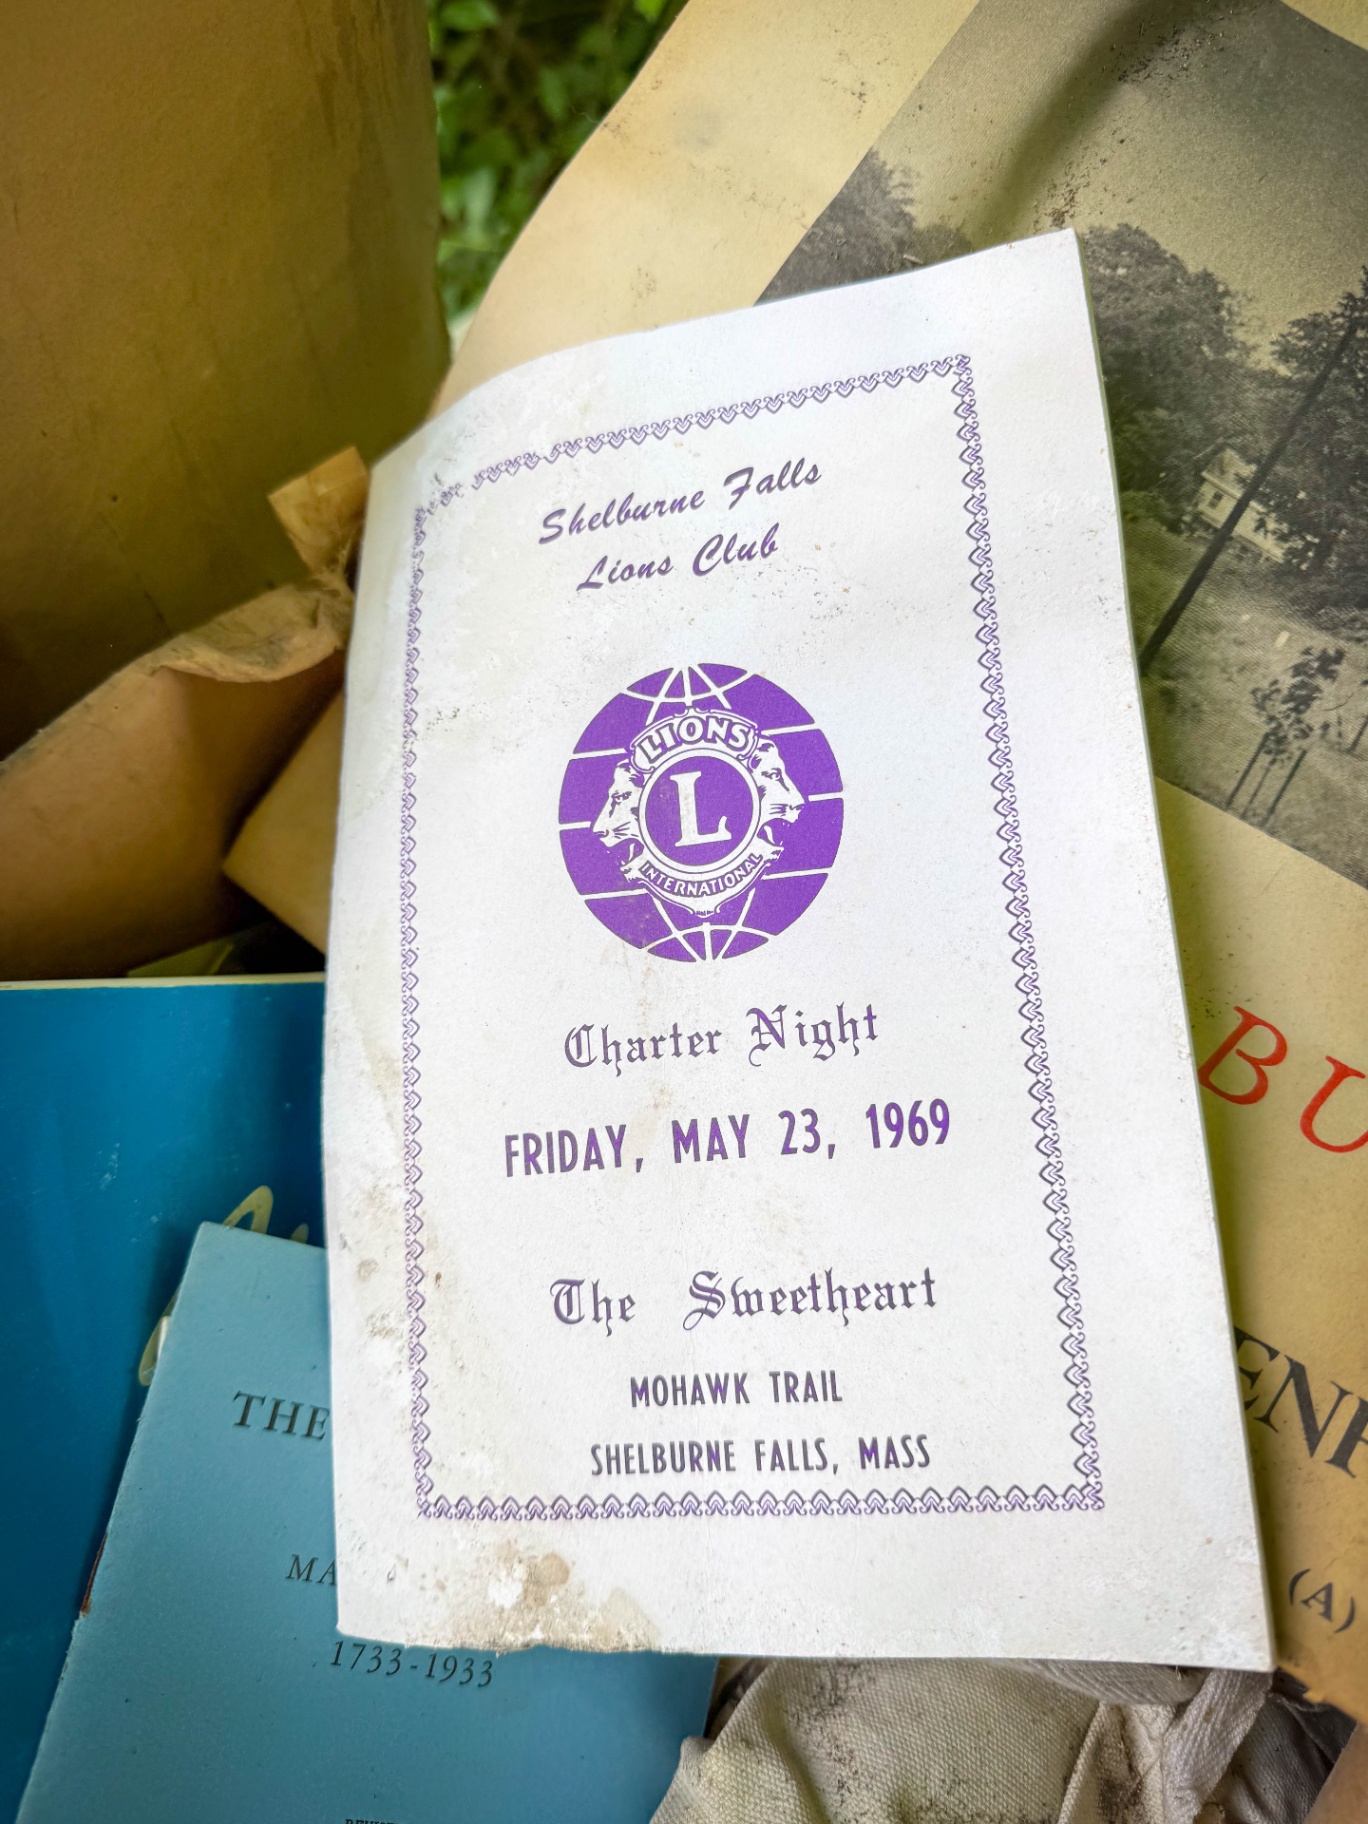 Shelburne Falls
Lions Club
LIONS
L
INTERNATIONAL
Charter Night
FRIDAY, MAY 23, 1969
The Sweetheart
MOHAWK TRAIL
SHELBURNE FALLS, MASS
THE
MA
1733-1933
BU
ENF
(A)